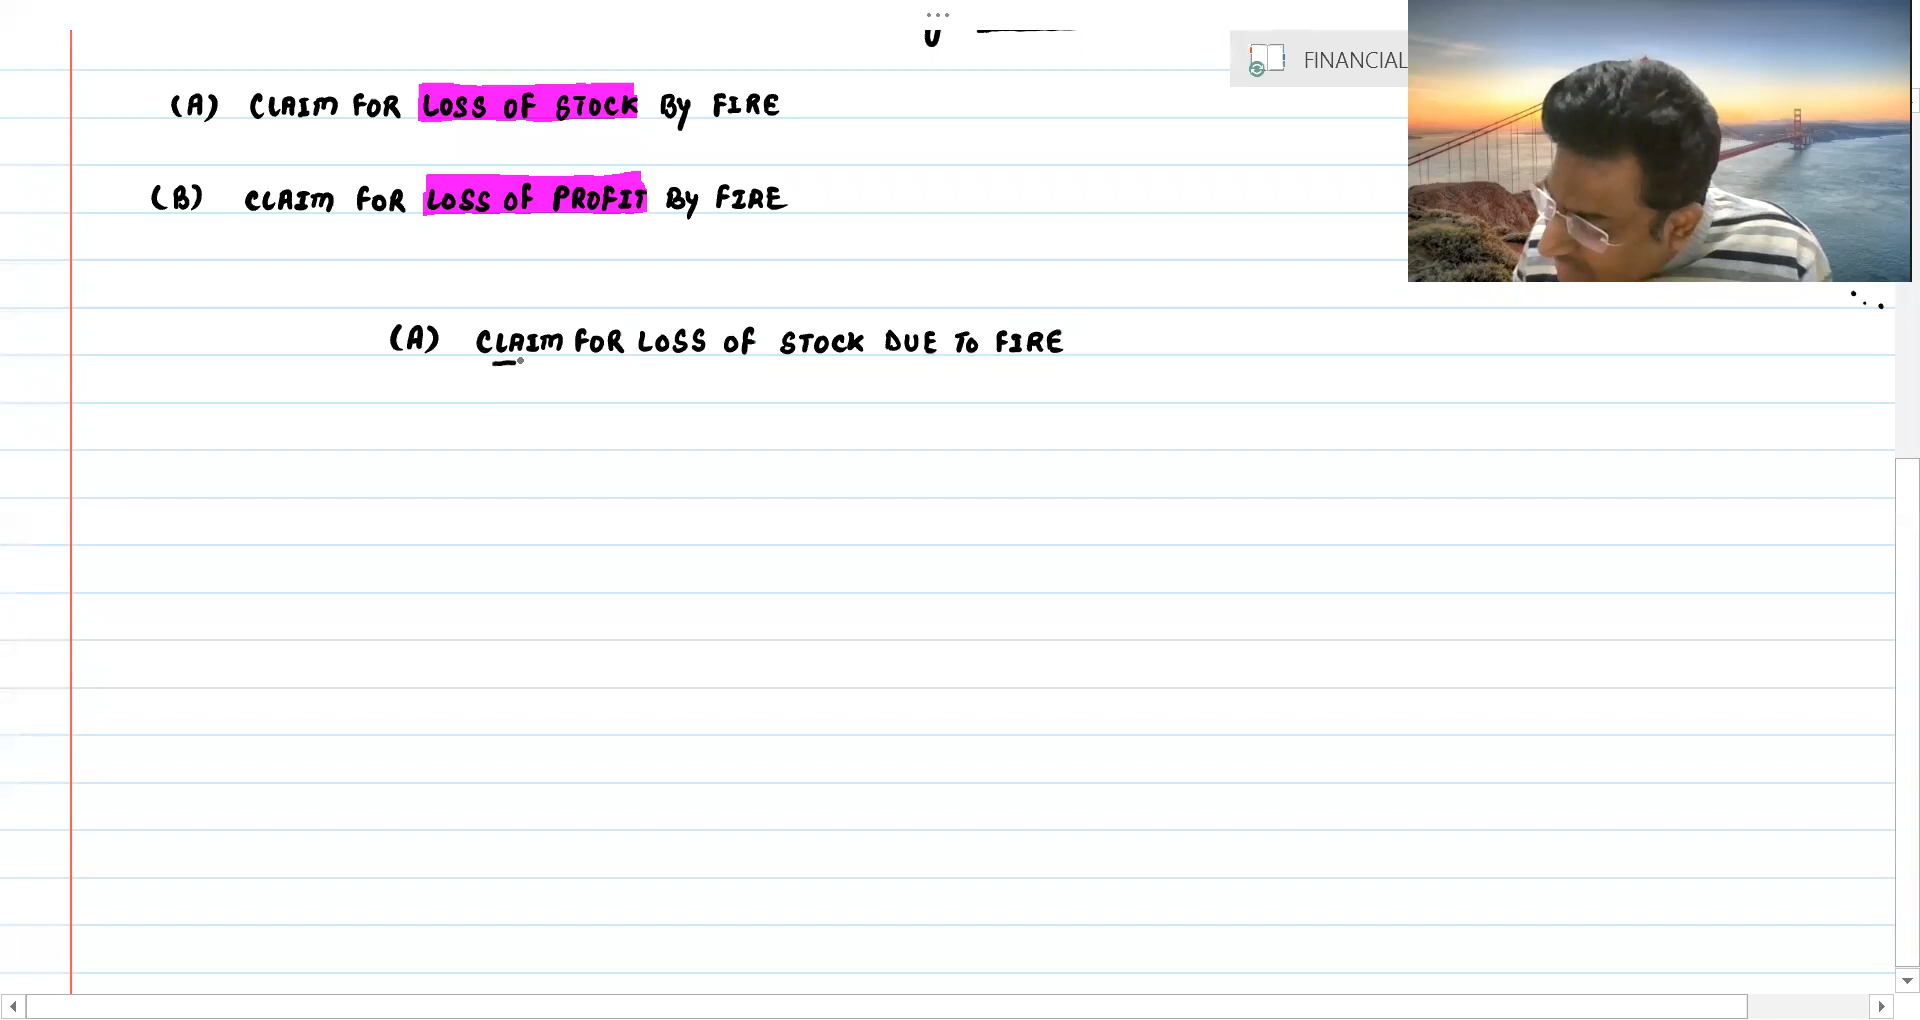 FINANCIAL
(A) CLAIM FOR LOSS OF STOCK By FIRE
(B) CLAIM FOR LOSS OF PROFIT By FIRE
(A) CLAIM FOR LOSS OF STOCK DUE TO FIRE